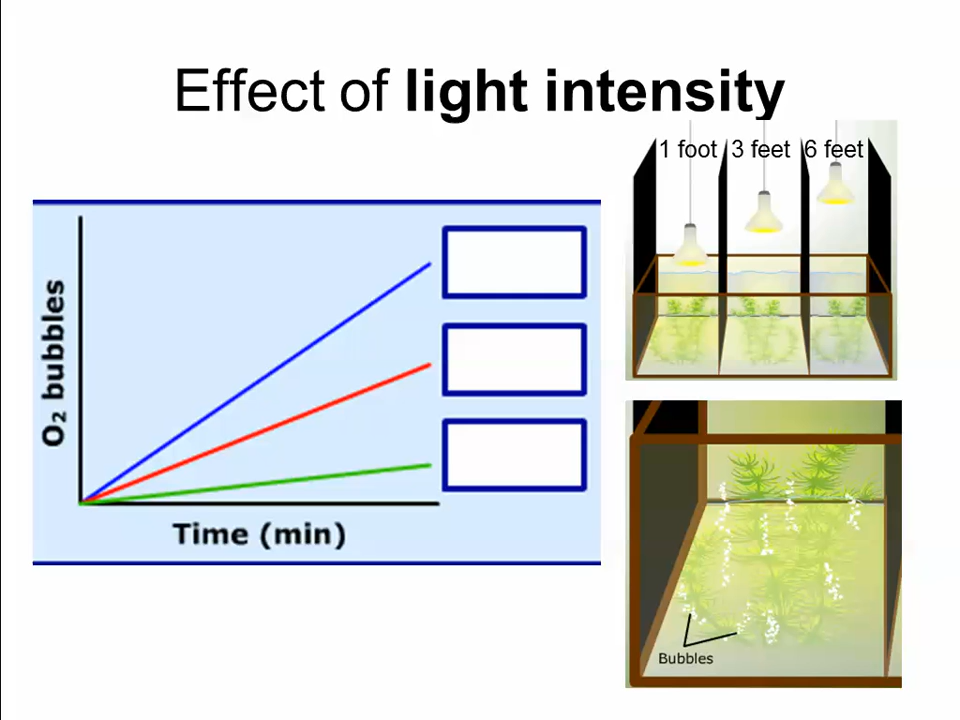 Effect of light intensity
1 foot 3 feet 6 feet
O₂ bubbles
Time (min)
Bubbles